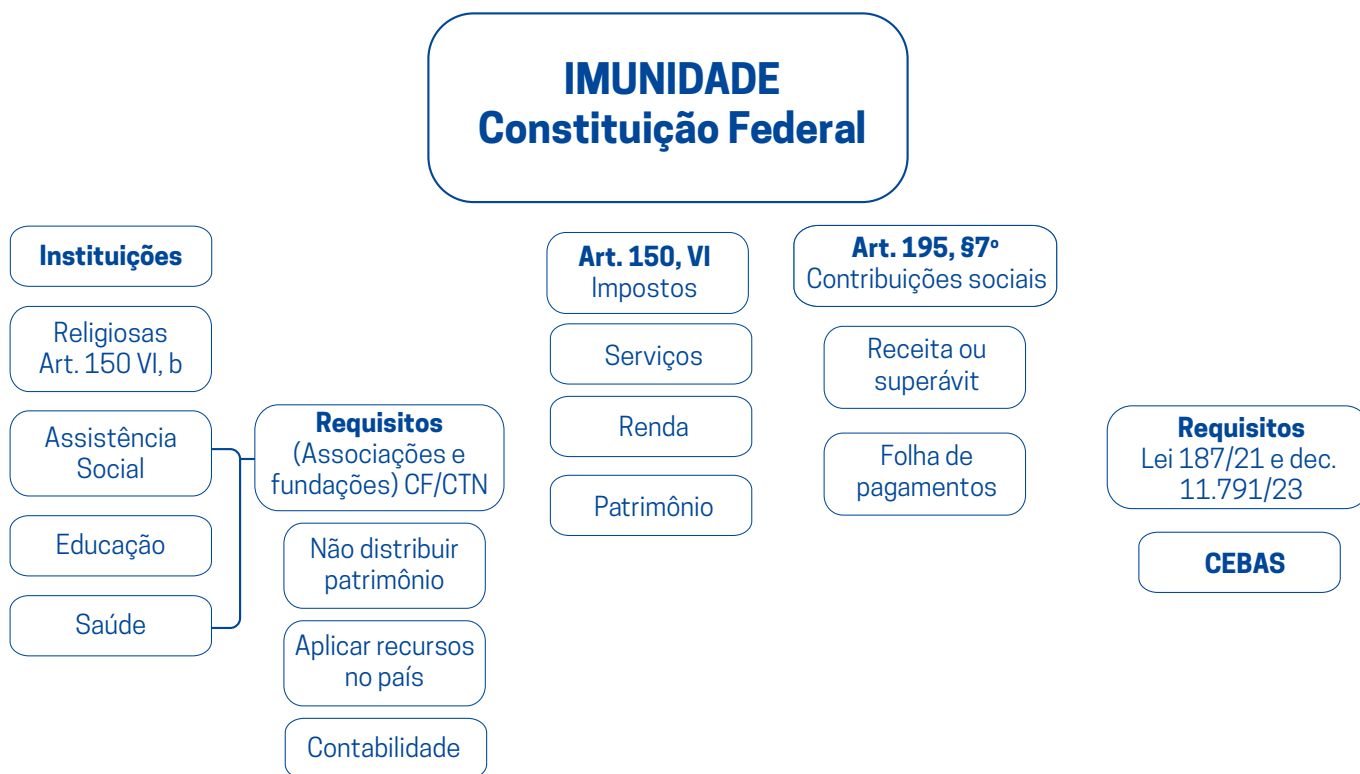 IMUNIDADE
Constituição Federal
Instituições
Religiosas
Art. 150 VI, b
Assistência
Social
Educação
Saúde
Requisitos
(Associações e
fundações) CF/CTN
Não distribuir
patrimônio
Aplicar recursos
no país
Contabilidade
Art. 150, VI
Impostos
Serviços
Renda
Patrimônio
Art. 195, §7º
Contribuições sociais
Receita ou
superávit
Folha de
pagamentos
Requisitos
Lei 187/21 e dec.
11.791/23
CEBAS